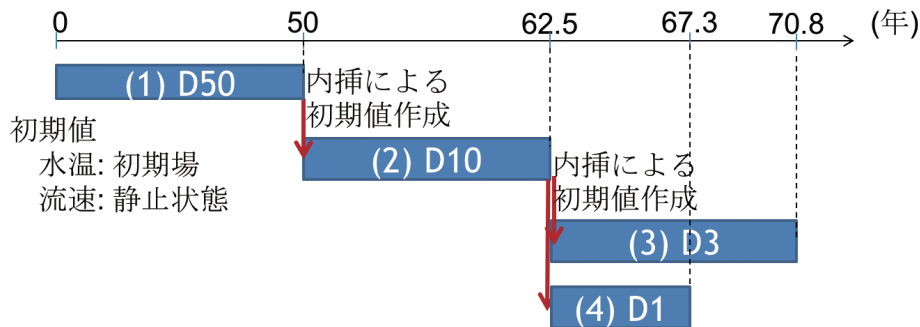 0 50 62.5 67.3 70.8 (年)
(1) D50
内挿による
初期値作成
初期値
水温: 初期場
流速: 静止状態
(2) D10
内挿による
初期値作成
(3) D3
(4) D1